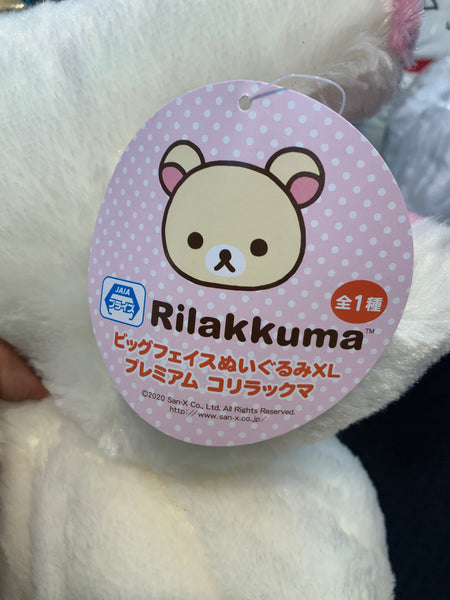 JAIA
プライズ
Rilakkuma™
全1種
ビッグフェイスぬいぐるみXL
プレミアム コリラックマ
©2020 San-X Co., Ltd. All Rights Reserved.
http://www.san-x.co.jp/